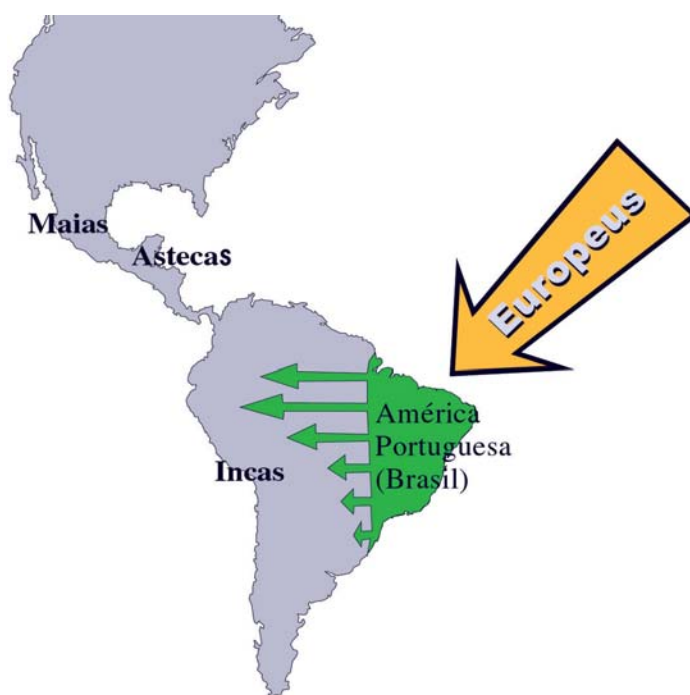 Maias
Astecas
Europeus
América
Portuguesa
(Brasil)
Incas